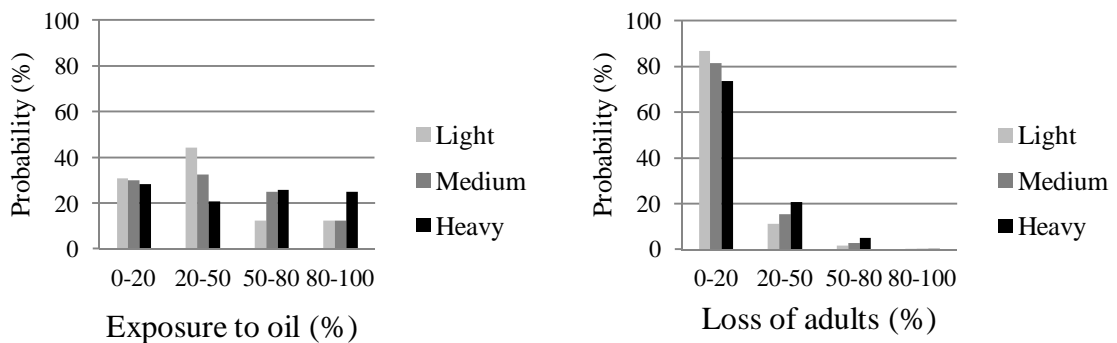 Probability (%)
100
80
60
40
20
0
0-20 20-50 50-80 80-100
Exposure to oil (%)
Light
Medium
Heavy
Probability (%)
100
80
60
40
20
0
0-20 20-50 50-80 80-100
Loss of adults (%)
Light
Medium
Heavy